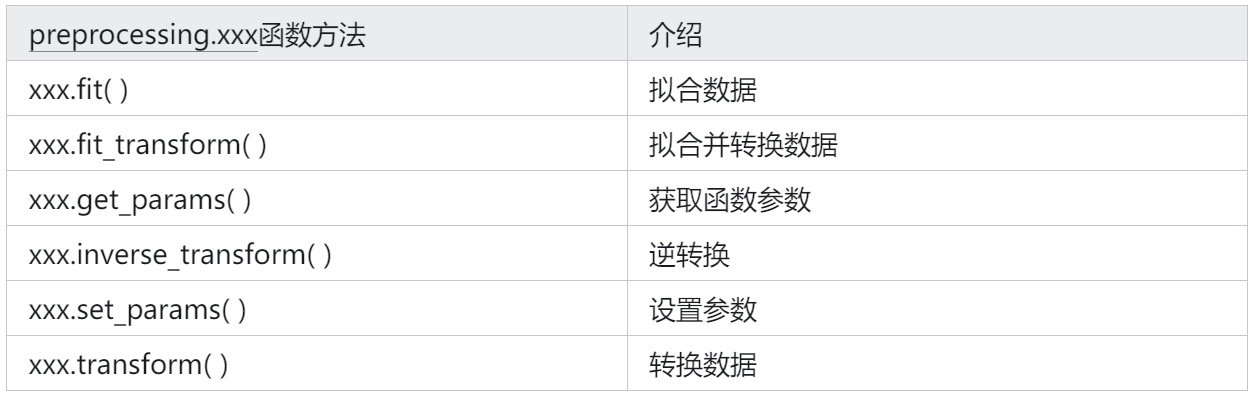 preprocessing.xxx函数方法 介绍
xxx.fit( ) 拟合数据
xxx.fit_transform( ) 拟合并转换数据
xxx.get_params( ) 获取函数参数
xxx.inverse_transform( ) 逆转换
xxx.set_params( ) 设置参数
xxx.transform( ) 转换数据